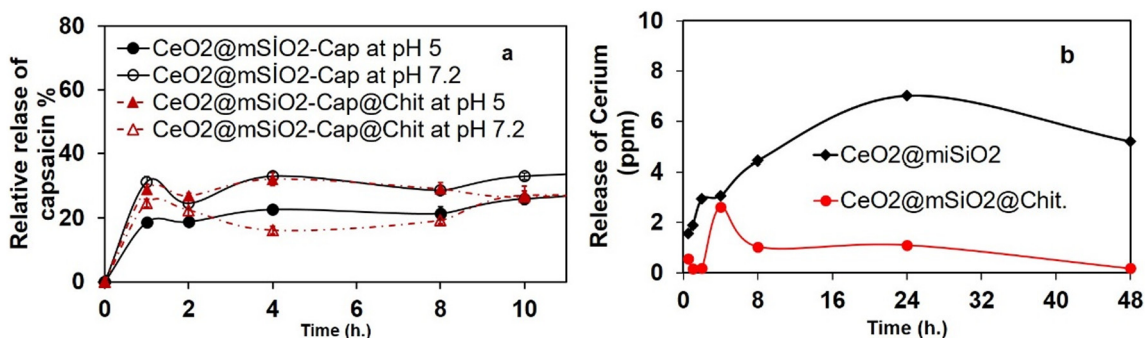 80
60
40
20
0
Relative relase of
capsaicin %
CeO2@mSİO2-Cap at pH 5
a
CeO2@mSİO2-Cap at pH 7.2
CeO2@mSiO2-Cap@Chit at pH 5
CeO2@mSiO2-Cap@Chit at pH 7.2
0 2 4 6 8 10
Time (h.)
10
8
6
4
2
0
Release of Cerium
(ppm)
b
CeO2@miSiO2
CeO2@mSiO2@Chit.
0 8 16 24 32 40 48
Time (h.)